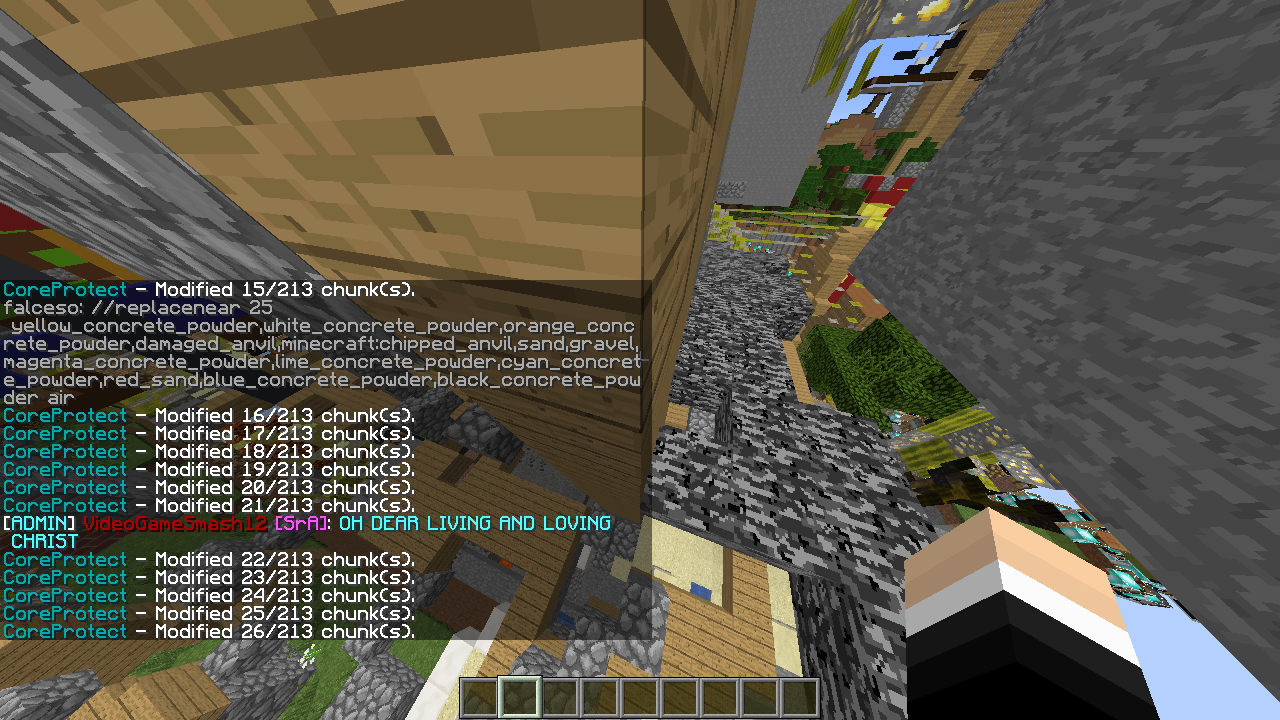 CoreProtect - Modified 15/213 chunk(s).
falceso: //replacenear 25
yellow_concrete_powder,white_concrete_powder,orange_conc
rete_powder,damaged_anvil,minecraft:chipped_anvil,sand,gravel,
magenta_concrete_powder,lime_concrete_powder,cyan_concret
e_powder,red_sand,blue_concrete_powder,black_concrete_pow
der air
CoreProtect - Modified 16/213 chunk(s).
CoreProtect - Modified 17/213 chunk(s).
CoreProtect - Modified 18/213 chunk(s).
CoreProtect - Modified 19/213 chunk(s).
CoreProtect - Modified 20/213 chunk(s).
CoreProtect - Modified 21/213 chunk(s).
[ADMIN] VideoGameSmash12 [SrA]: OH DEAR LIVING AND LOVING
CHRIST
CoreProtect - Modified 22/213 chunk(s).
CoreProtect - Modified 23/213 chunk(s).
CoreProtect - Modified 24/213 chunk(s).
CoreProtect - Modified 25/213 chunk(s).
CoreProtect - Modified 26/213 chunk(s).